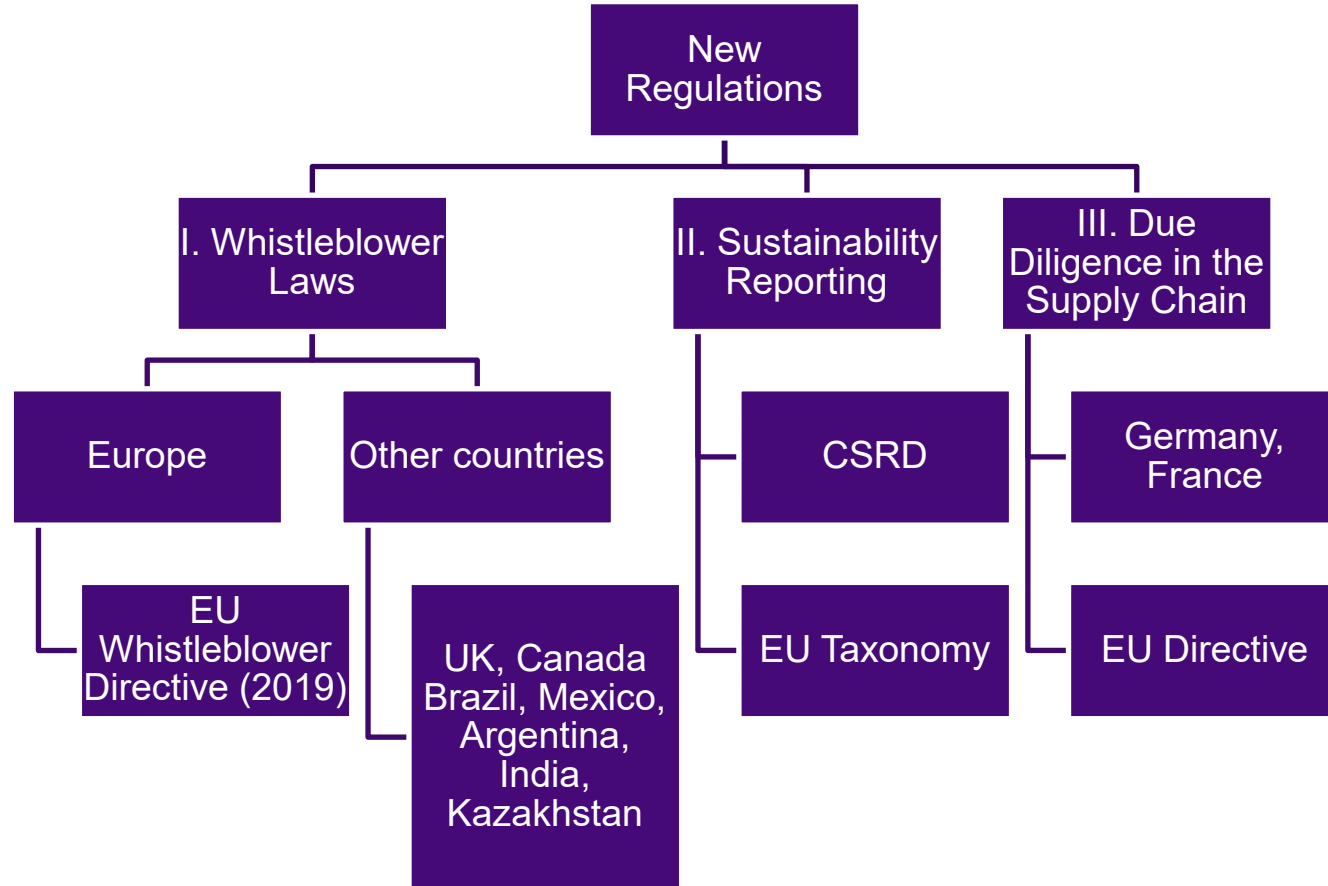 New
Regulations
I. Whistleblower
Laws
II. Sustainability
Reporting
III. Due
Diligence in the
Supply Chain
Europe
Other countries
CSRD
Germany,
France
EU
Whistleblower
Directive (2019)
UK, Canada
Brazil, Mexico,
Argentina,
India,
Kazakhstan
EU Taxonomy
EU Directive